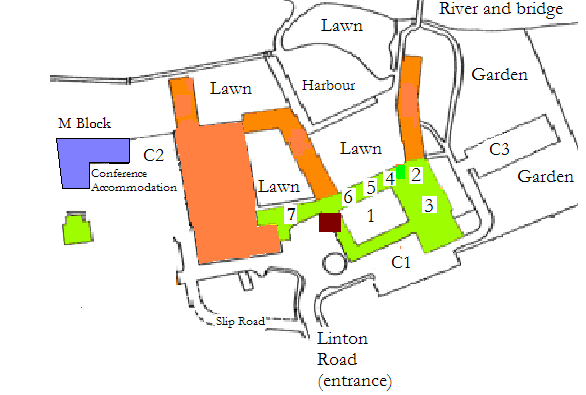 River and bridge
Lawn
Garden
Lawn
Harbour
M Block
C2
Lawn
C3
Conference
Accommodation
Lawn
4
2
Garden
5
6
3
7
1
C1
Slip Road
Linton
Road
(entrance)